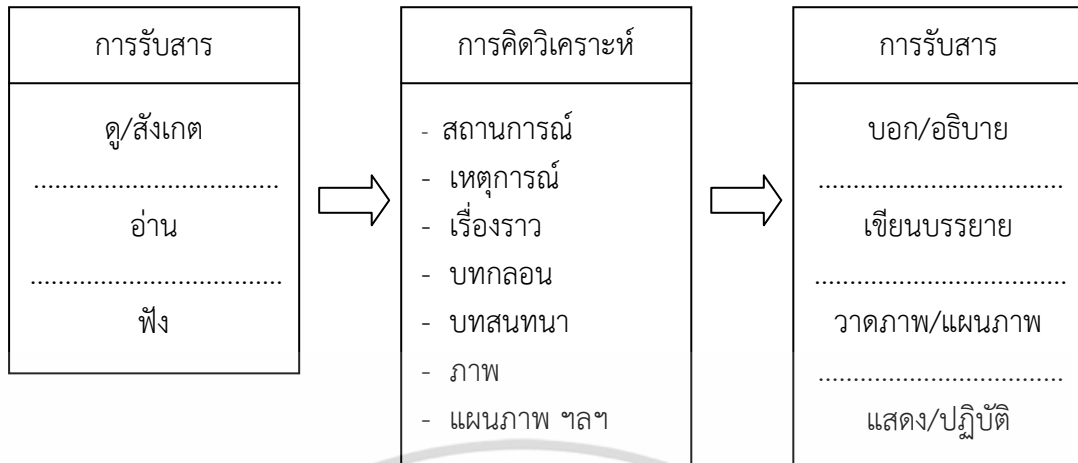 การรับสาร
ดู/สังเกต
...................................
อ่าน
....................................
ฟัง
การคิดวิเคราะห์
- สถานการณ์
- เหตุการณ์
- เรื่องราว
- บทกลอน
- บทสนทนา
- ภาพ
- แผนภาพ ฯลฯ
การรับสาร
บอก/อธิบาย
...................................
เขียนบรรยาย
....................................
วาดภาพ/แผนภาพ
...................................
แสดง/ปฏิบัติ